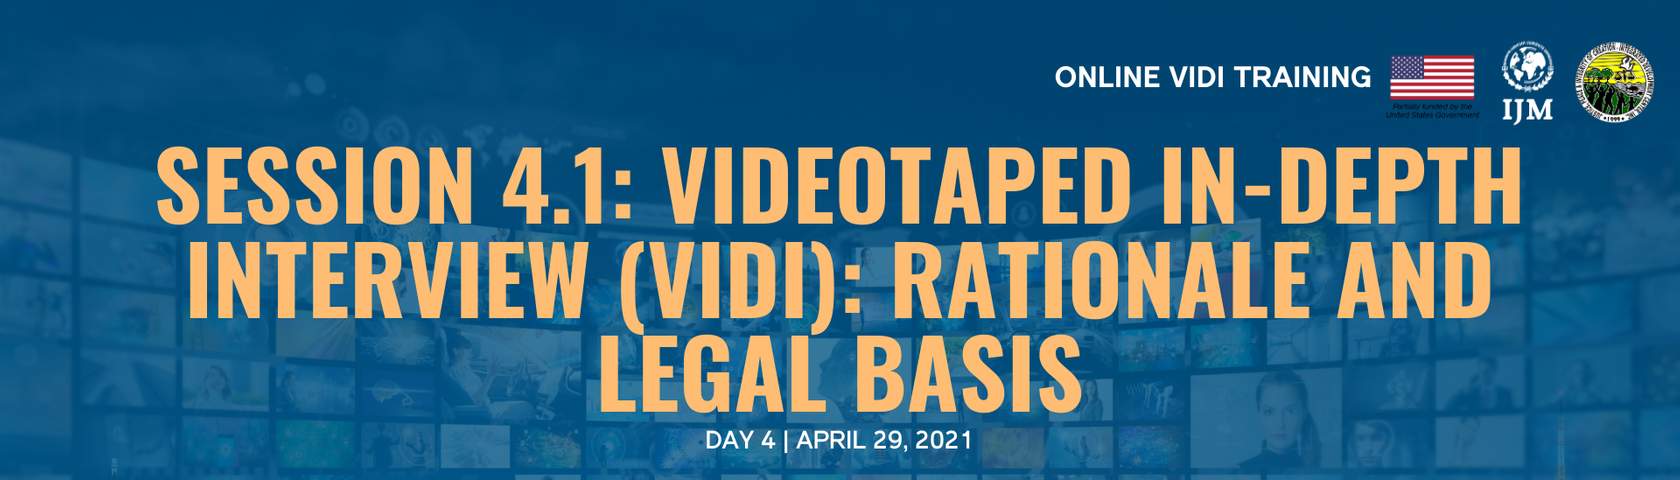 ONLINE VIDI TRAINING
Partially funded by the
United States Government
IJM
SESSION 4.1: VIDEOTAPED IN-DEPTH
INTERVIEW (VIDI): RATIONALE AND
LEGAL BASIS
DAY 4 | APRIL 29, 2021